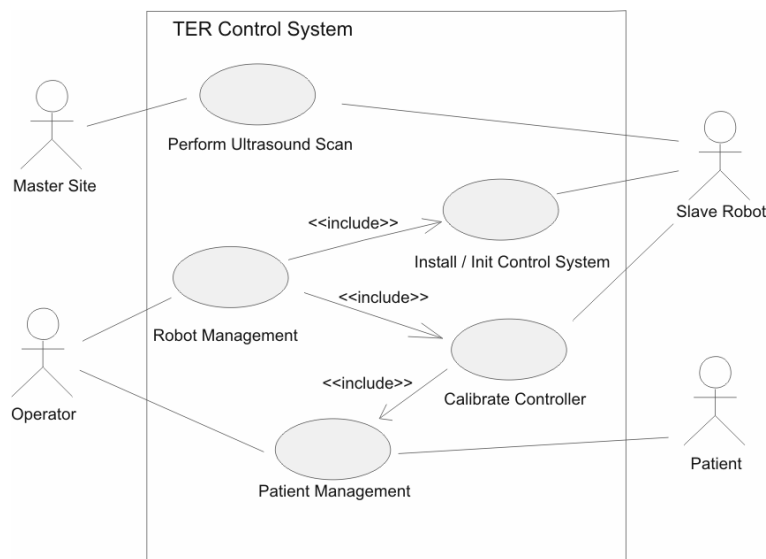 TER Control System
Perform Ultrasound Scan
Master Site
Slave Robot
<<include>>
Install / Init Control System
<<include>>
Robot Management
<<include>>
Calibrate Controller
Operator
Patient Management
Patient